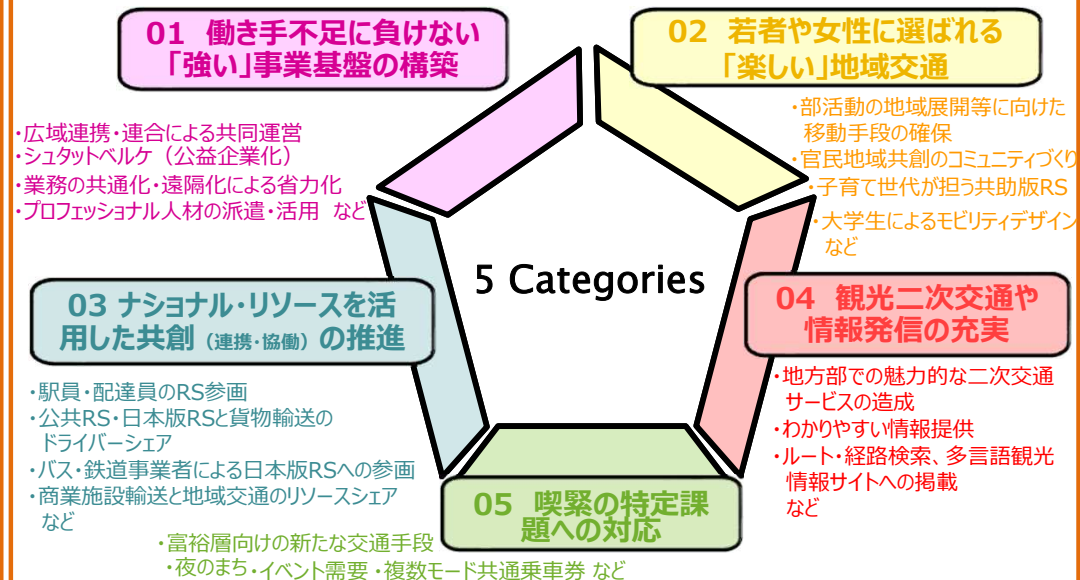 01 働き手不足に負けない
「強い」事業基盤の構築
・広域連携・連合による共同運営
・シュタットベルケ（公益企業化）
・業務の共通化・遠隔化による省力化
・プロフェッショナル人材の派遣・活用 など
02 若者や女性に選ばれる
「楽しい」地域交通
・部活動の地域展開等に向けた
移動手段の確保
・官民地域共創のコミュニティづくり
・子育て世代が担う共助版RS
・大学生によるモビリティデザイン
など
5 Categories
03 ナショナル・リソースを活
用した共創（連携・協働）の推進
・駅員・配達員のRS参画
・公共RS・日本版RSと貨物輸送の
ドライバーシェア
・バス・鉄道事業者による日本版RSへの参画
・商業施設輸送と地域交通のリソースシェア
など
04 観光二次交通や
情報発信の充実
・地方部での魅力的な二次交通
サービスの造成
・わかりやすい情報提供
・ルート・経路検索、多言語観光
情報サイトへの掲載
など
05 喫緊の特定課
題への対応
・富裕層向けの新たな交通手段
・夜のまち・イベント需要 ・複数モード共通乗車券 など